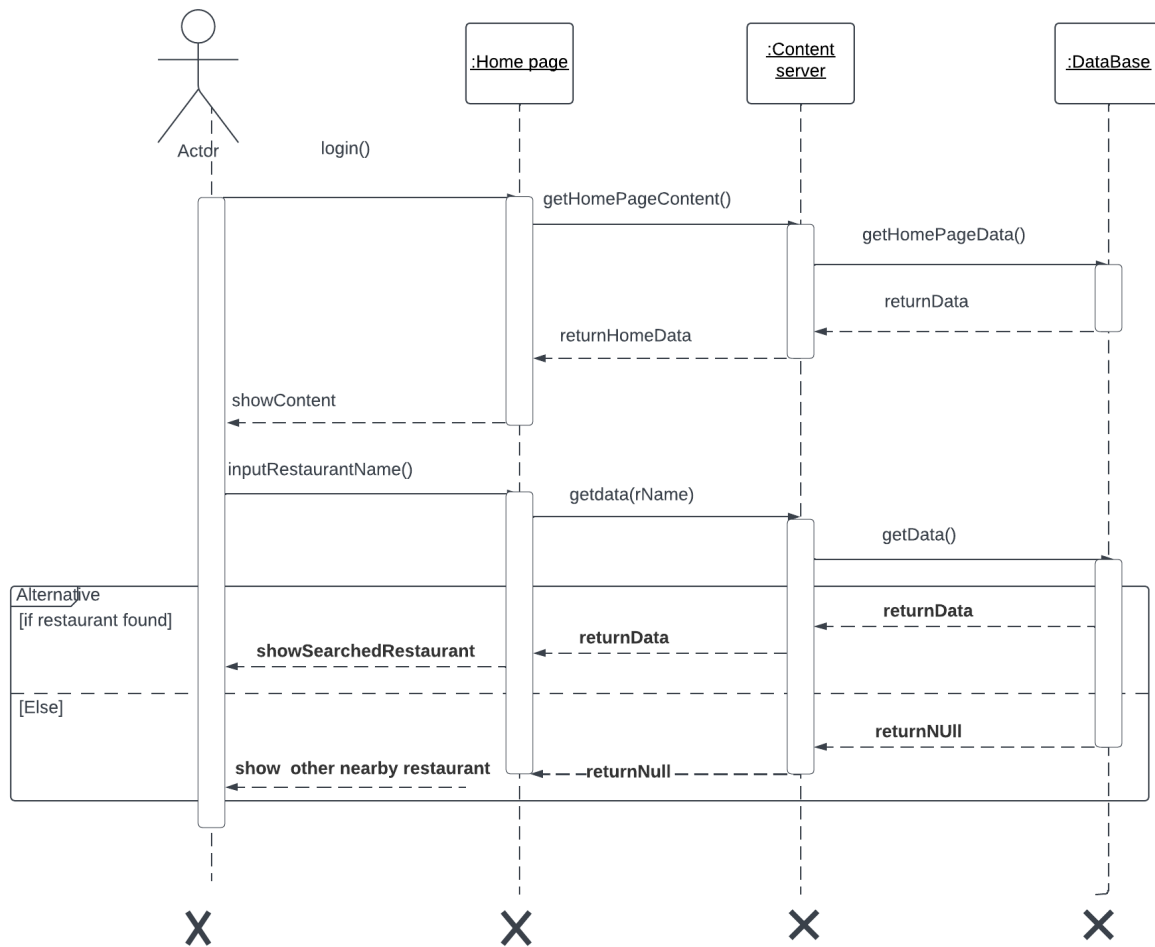 :Home page
:Content
server
:DataBase
Actor
login()
getHomePageContent()
getHomePageData()
returnData
returnHomeData
showContent
inputRestaurantName()
getdata(rName)
getData()
Alternative
[if restaurant found]
returnData
returnData
showSearchedRestaurant
[Else]
returnNUll
show other nearby restaurant
returnNull